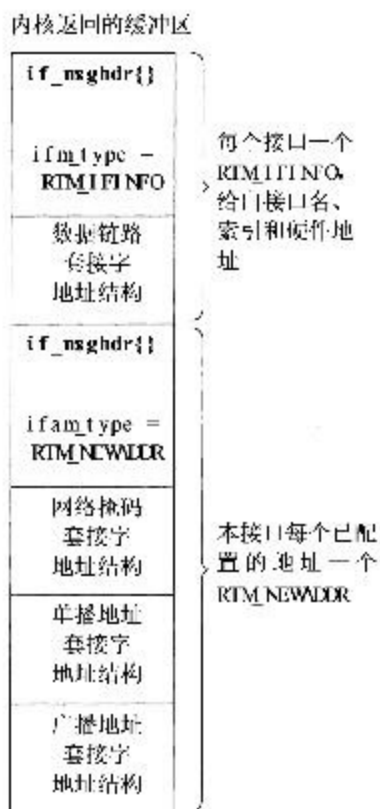 内核返回的缓冲区
if_msghdr{}
ifm_type =
RTM_IFINFO
数据链路
套接字
地址结构
每个接口一个
RTM_IFINFO,
给出接口名、
索引和硬件地
址
if_msghdr{}
ifam_type =
RTM_NEWADDR
网络掩码
套接字
地址结构
单播地址
套接字
地址结构
广播地址
套接字
地址结构
本接口每个已配
置的地址一个
RTM_NEWADDR